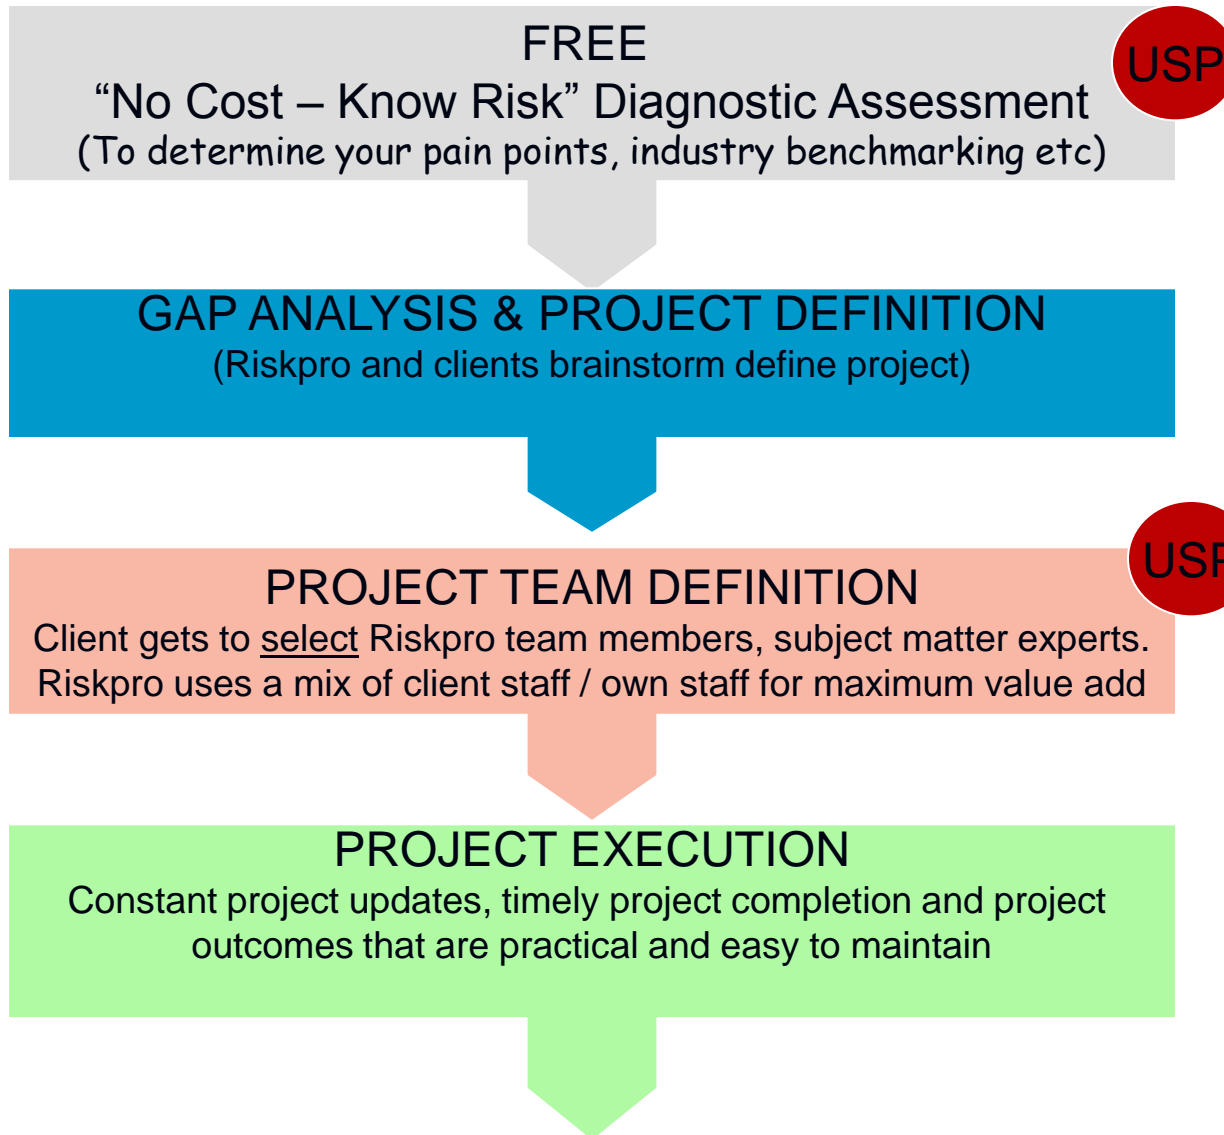 FREE
“No Cost – Know Risk” Diagnostic Assessment
(To determine your pain points, industry benchmarking etc)
USP
GAP ANALYSIS & PROJECT DEFINITION
(Riskpro and clients brainstorm define project)
USP
PROJECT TEAM DEFINITION
Client gets to select Riskpro team members, subject matter experts.
Riskpro uses a mix of client staff / own staff for maximum value add
PROJECT EXECUTION
Constant project updates, timely project completion and project
outcomes that are practical and easy to maintain